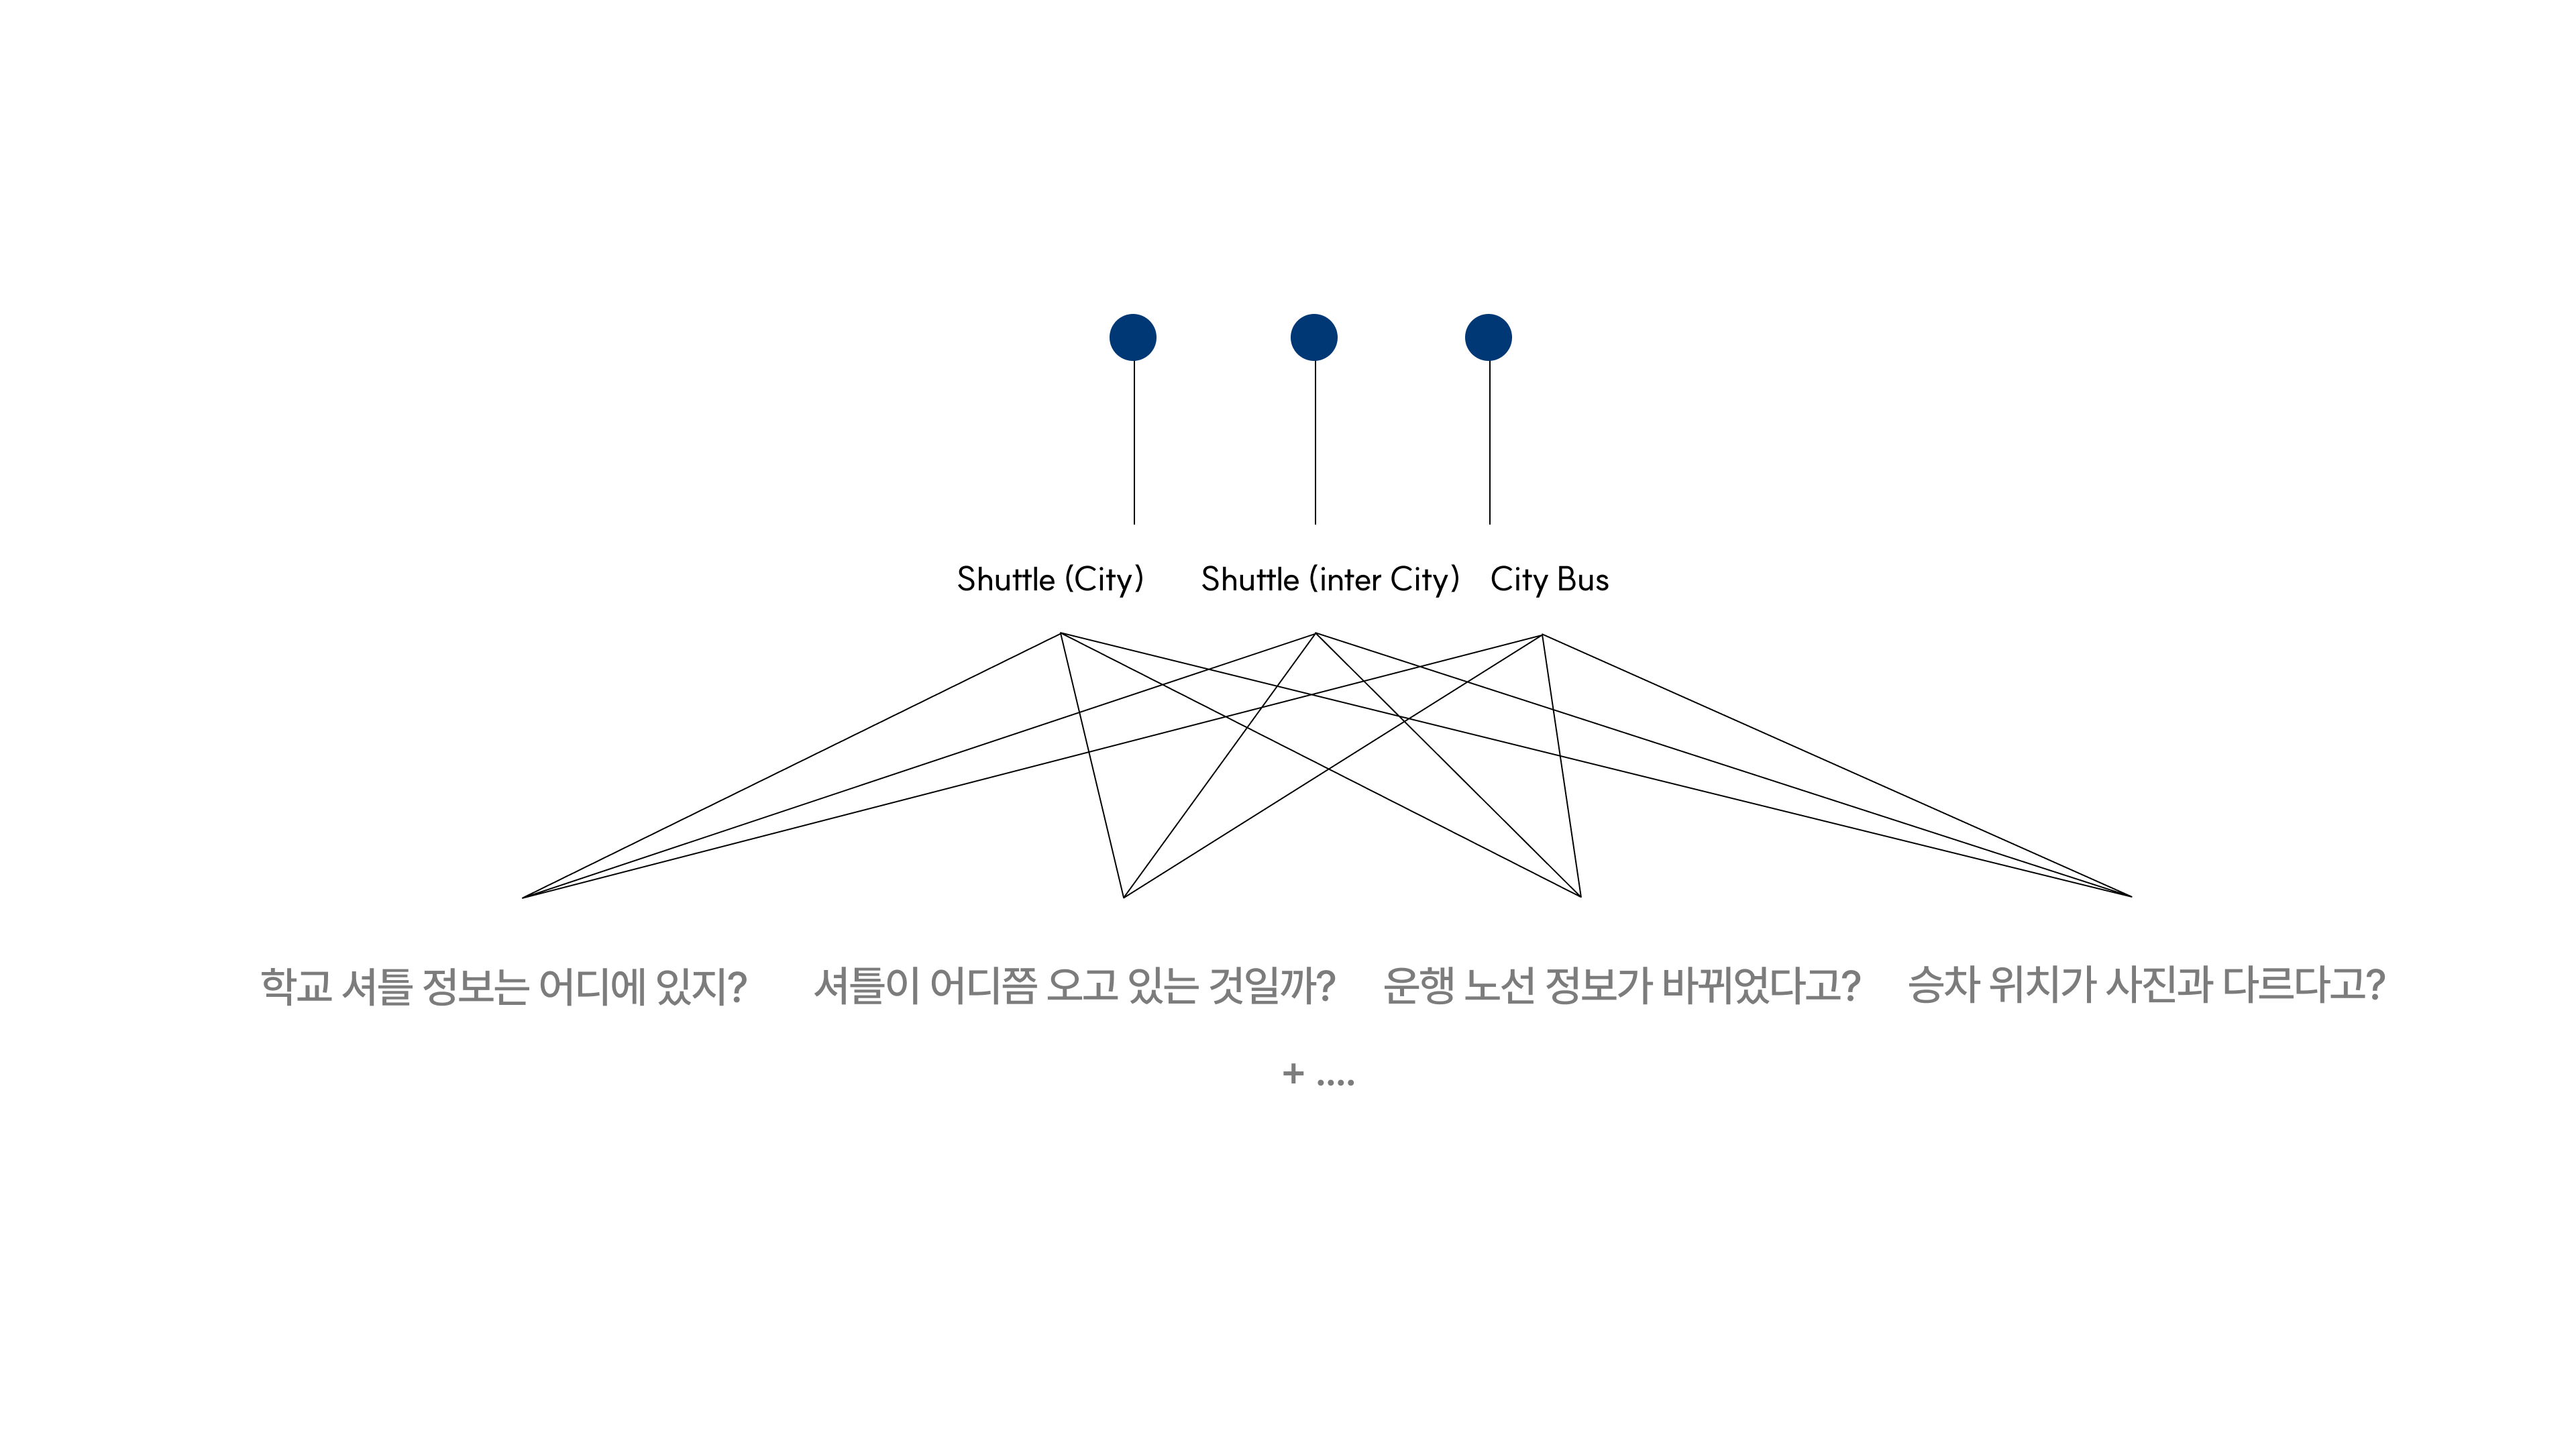 Shuttle (City) Shuttle (inter City) City Bus
학교 셔틀 정보는 어디에 있지? 셔틀이 어디쯤 오고 있는 것일까? 운행 노선 정보가 바뀌었다고? 승차 위치가 사진과 다르다고?
+ ....